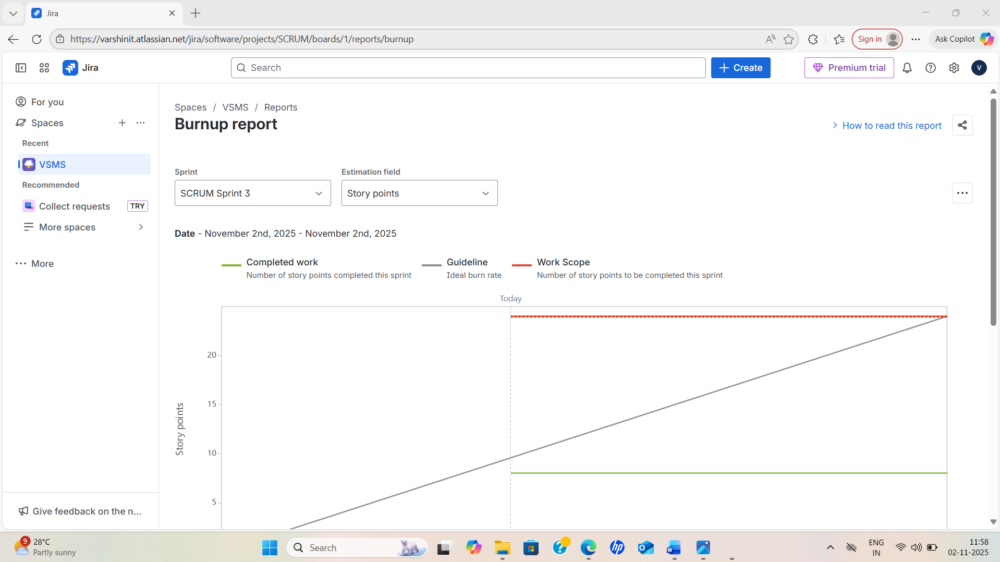 Jira
https://varshinit.atlassian.net/jira/software/projects/SCRUM/boards/1/reports/burnup
Sign in
Ask Copilot
Jira
Search
Create
Premium trial
V
For you
Spaces
Recent
VSMS
Recommended
Collect requests TRY
More spaces
More
Give feedback on the n...
Spaces / VSMS / Reports
Burnup report
How to read this report
Sprint
Estimation field
SCRUM Sprint 3
Story points
Date - November 2nd, 2025 - November 2nd, 2025
Completed work
Number of story points completed this sprint
Guideline
Ideal burn rate
Work Scope
Number of story points to be completed this sprint
Today
20
15
10
5
Story points
9
28°C
Partly sunny
Search
ENG
IN
11:58
02-11-2025